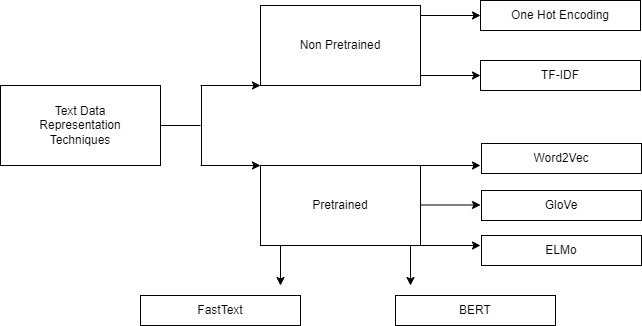 Text Data
Representation
Techniques
Non Pretrained
One Hot Encoding
TF-IDF
Pretrained
Word2Vec
GloVe
ELMo
FastText
BERT